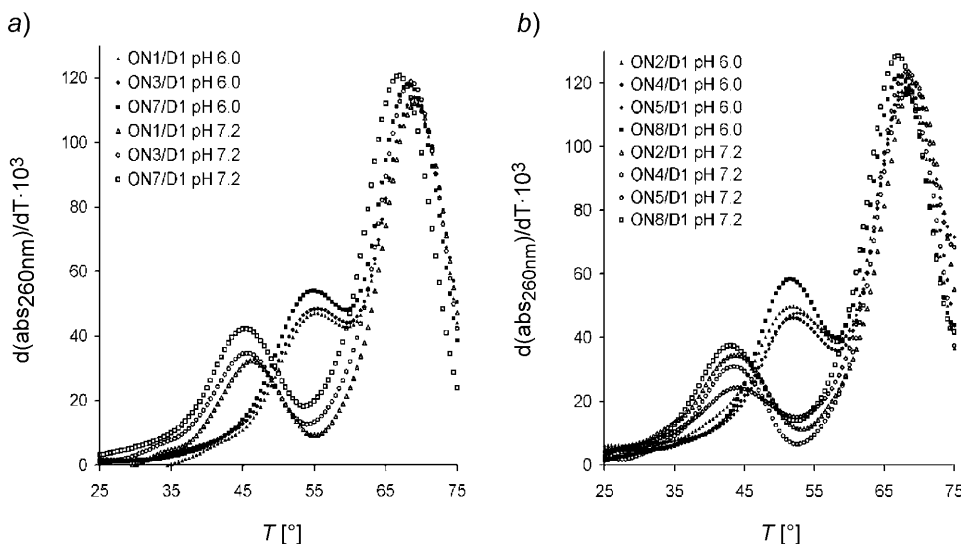 a)
ON1/D1 pH 6.0
ON3/D1 pH 6.0
ON7/D1 pH 6.0
ON1/D1 pH 7.2
ON3/D1 pH 7.2
ON7/D1 pH 7.2
d(abs260nm)/dT·10³
120
100
80
60
40
20
0
25 35 45 55 65 75
T [°]
b)
ON2/D1 pH 6.0
ON4/D1 pH 6.0
ON5/D1 pH 6.0
ON8/D1 pH 6.0
ON2/D1 pH 7.2
ON4/D1 pH 7.2
ON5/D1 pH 7.2
ON8/D1 pH 7.2
d(abs260nm)/dT·10³
120
100
80
60
40
20
0
25 35 45 55 65 75
T [°]